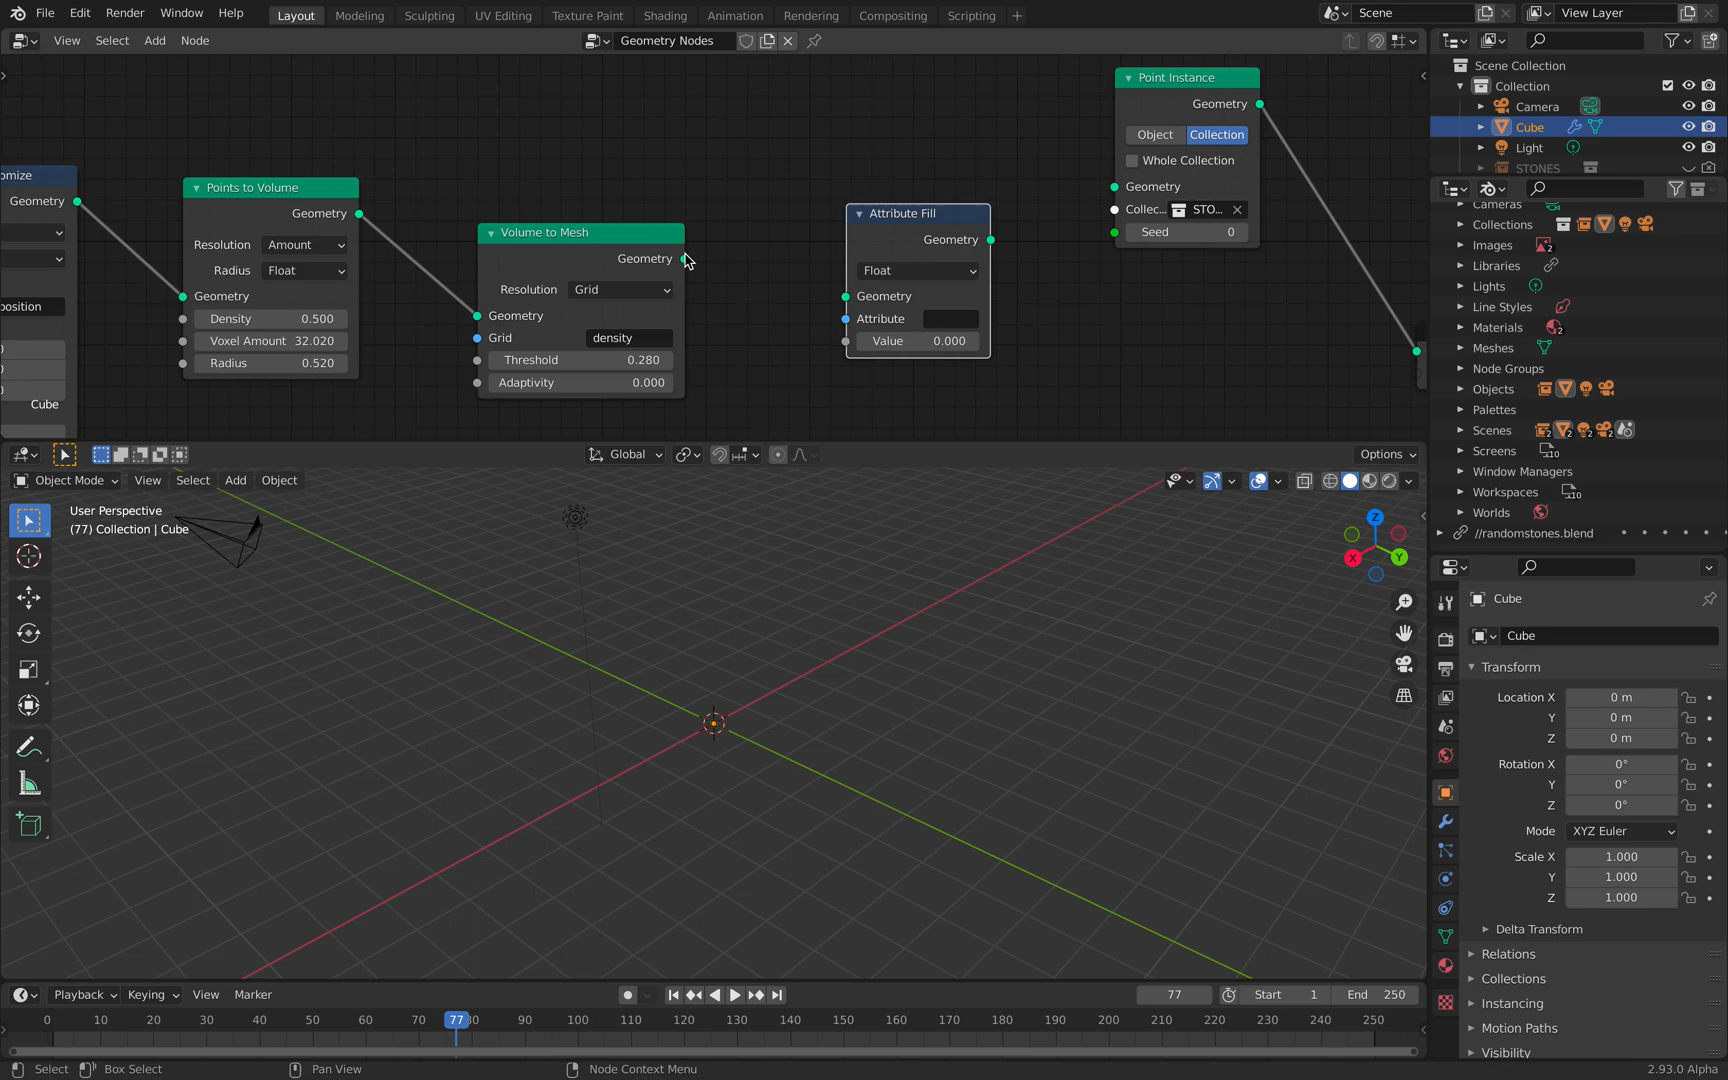 File Edit Render Window Help
Layout Modeling Sculpting UV Editing Texture Paint Shading Animation Rendering Compositing Scripting +
Scene
View Layer
View Select Add Node
Geometry Nodes
omize
Geometry
osition
Cube
Points to Volume
Geometry
Resolution Amount
Radius Float
Geometry
Density 0.500
Voxel Amount 32.020
Radius 0.520
Volume to Mesh
Geometry
Resolution Grid
Geometry
Grid density
Threshold 0.280
Adaptivity 0.000
Attribute Fill
Geometry
Float
Geometry
Attribute
Value 0.000
Point Instance
Geometry
Object Collection
Whole Collection
Geometry
Collec... STO...
Seed 0
Scene Collection
Collection
Camera
Cube
Light
STONES
Cameras
Collections
Images 2
Libraries
Lights
Line Styles
Materials 2
Meshes
Node Groups
Objects
Palettes
Scenes 2 2 2 2
Screens 10
Window Managers
Workspaces 10
Worlds
//randomstones.blend
Global
Options
Object Mode View Select Add Object
User Perspective
(77) Collection | Cube
Z
X
Y
Cube
Cube
Transform
Location X 0 m
Y 0 m
Z 0 m
Rotation X 0°
Y 0°
Z 0°
Mode XYZ Euler
Scale X 1.000
Y 1.000
Z 1.000
Delta Transform
Relations
Collections
Instancing
Motion Paths
Visibility
Playback Keying View Marker
77
Start 1 End 250
0 10 20 30 40 50 60 70 77 80 90 100 110 120 130 140 150 160 170 180 190 200 210 220 230 240 250
Select Box Select Pan View Node Context Menu 2.93.0 Alpha